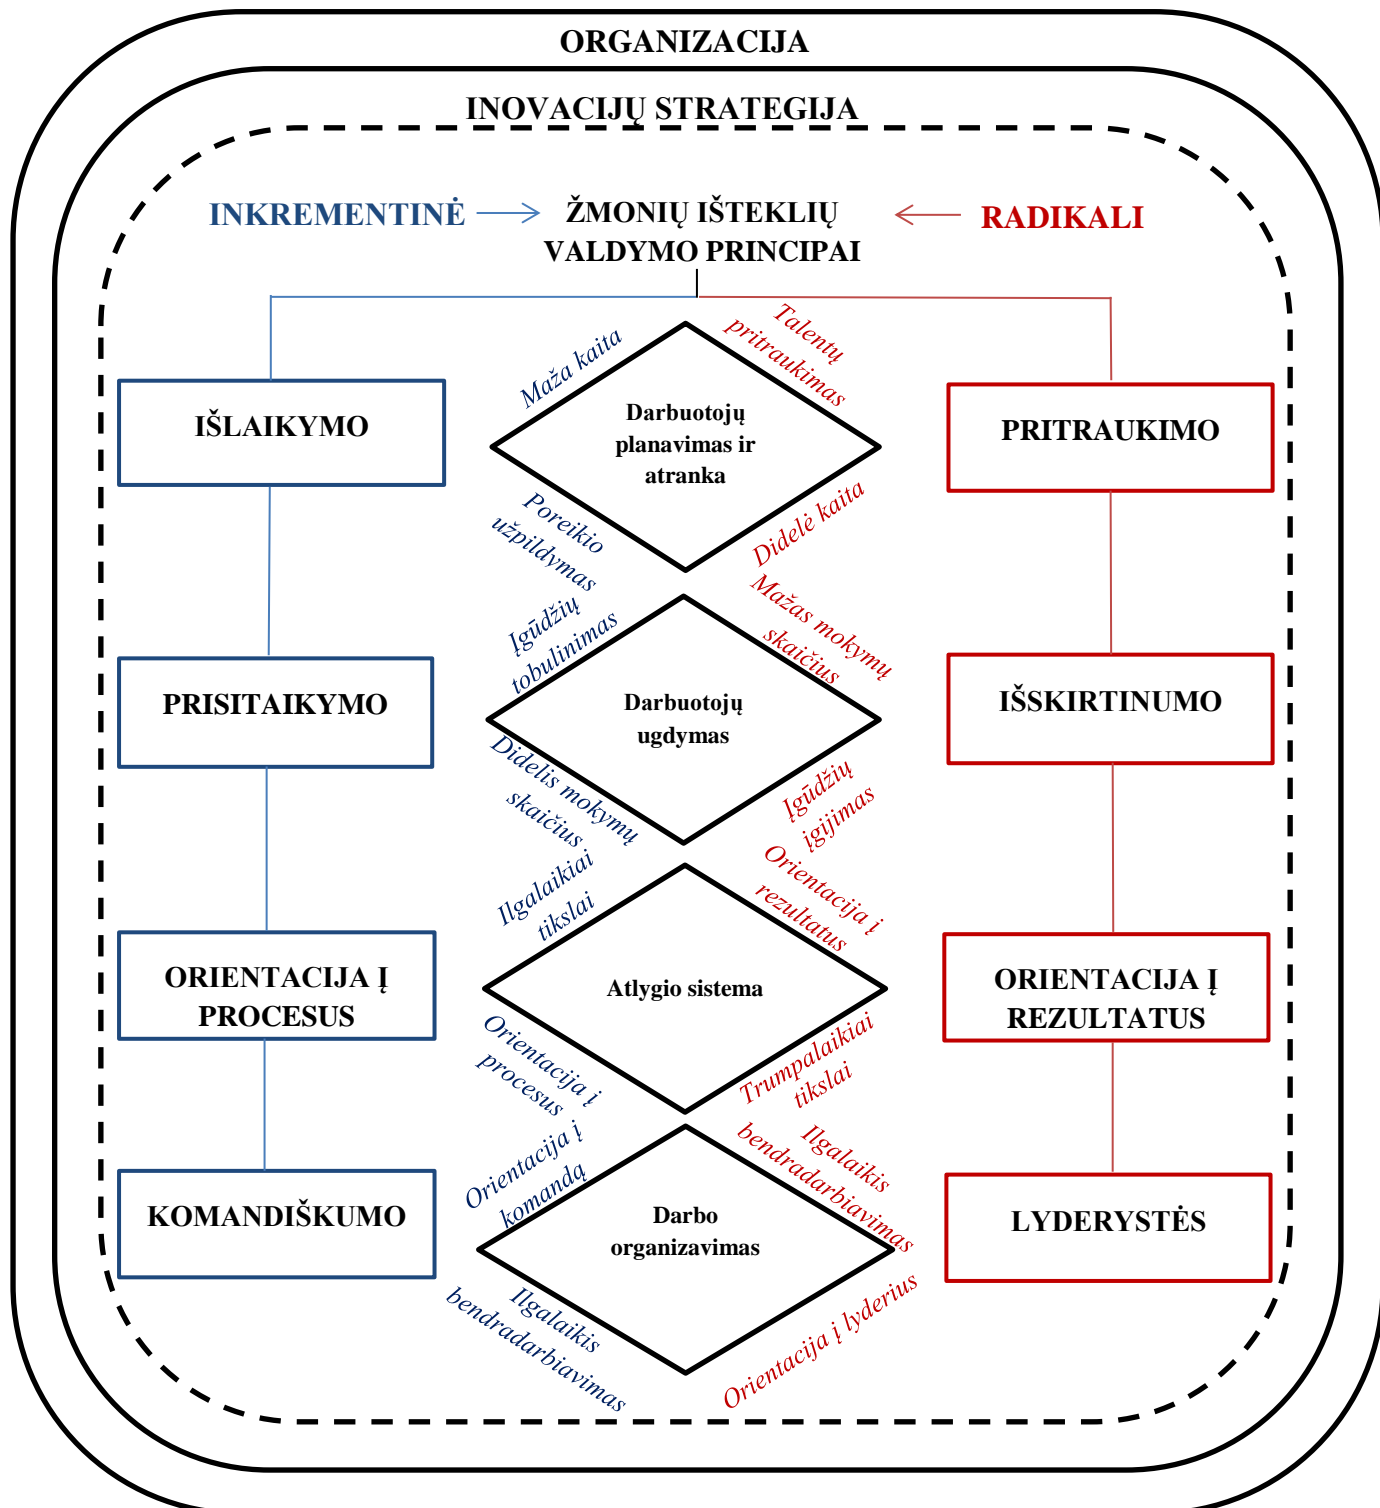 ORGANIZACIJA
INOVACIJŲ STRATEGIJA
INKREMENTINĖ
ŽMONIŲ IŠTEKLIŲ
VALDYMO PRINCIPAI
RADIKALI
Maža kaita
Talentų
pritraukimas
IŠLAIKYMO
Darbuotojų
planavimas ir
atranka
PRITRAUKIMO
Poreikio
užpildymas
Didelė kaita
Įgūdžių
tobulinimas
Mažas mokymų
skaičius
PRISITAIKYMO
Darbuotojų
ugdymas
IŠSKIRTINUMO
Didelis mokymų
skaičius
Įgūdžių
įgijimas
Ilgalaikiai
tikslai
Orientacija į
rezultatus
ORIENTACIJA Į
PROCESUS
Atlygio sistema
ORIENTACIJA Į
REZULTATUS
Orientacija į
procesus
Trumpalaikiai
tikslai
Orientacija į
komandą
Ilgalaikis
bendradarbiavimas
KOMANDIŠKUMO
Darbo
organizavimas
LYDERYSTĖS
Ilgalaikis
bendradarbiavimas
Orientacija į lyderius